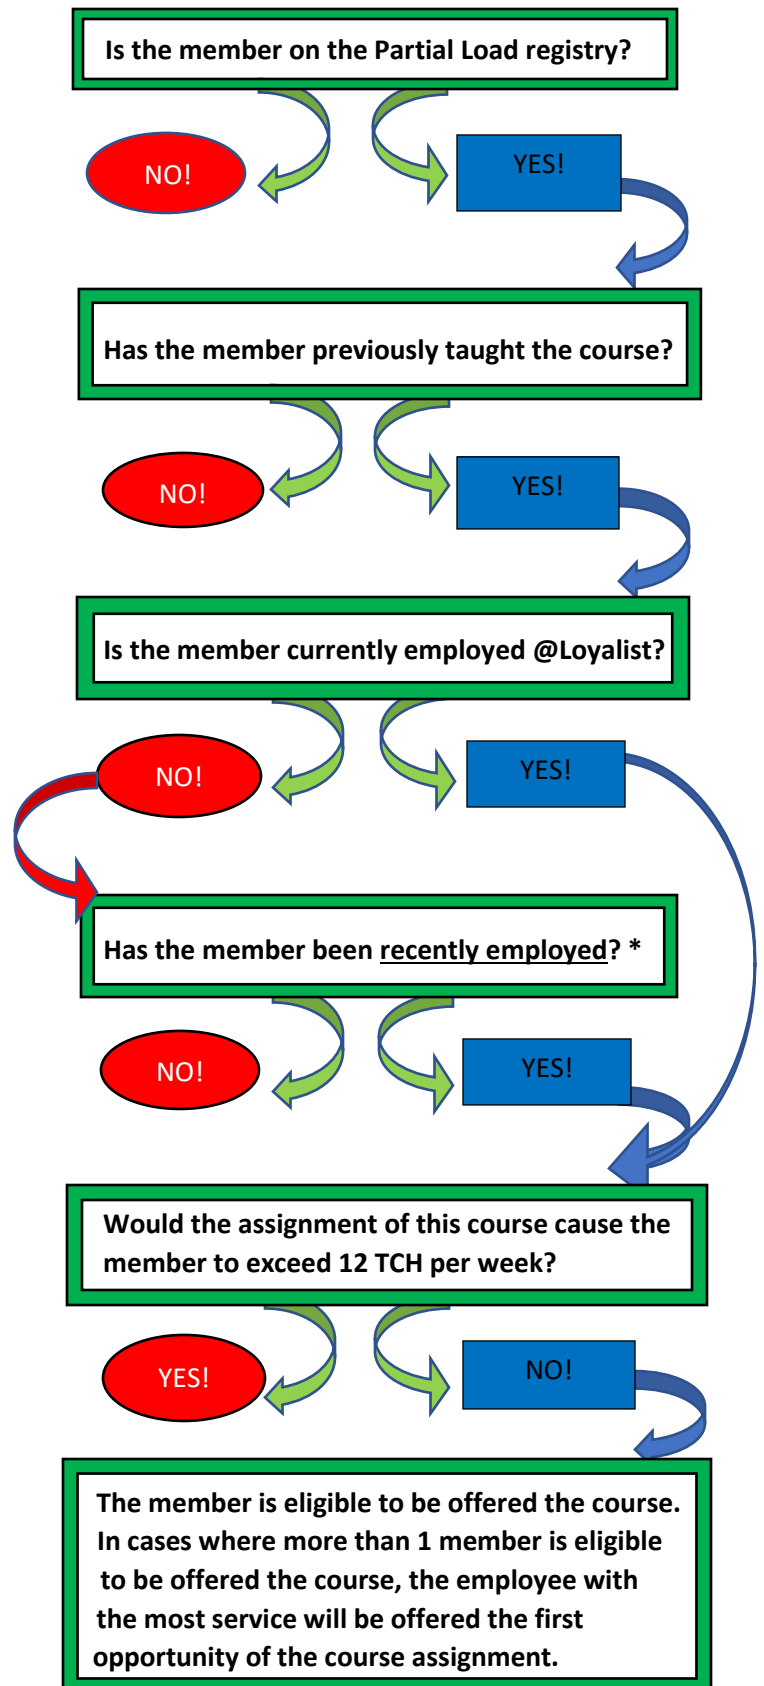 Is the member on the Partial Load registry?
NO!
YES!
Has the member previously taught the course?
NO!
YES!
Is the member currently employed @Loyalist?
NO!
YES!
Has the member been recently employed? *
NO!
YES!
Would the assignment of this course cause the
member to exceed 12 TCH per week?
YES!
NO!
The member is eligible to be offered the course.
In cases where more than 1 member is eligible
to be offered the course, the employee with
the most service will be offered the first
opportunity of the course assignment.